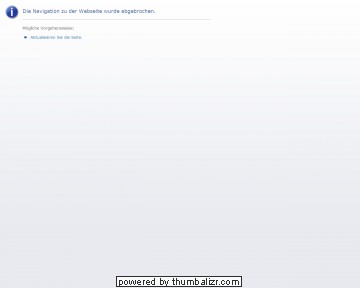 Die Navigation zu der Webseite wurde abgebrochen.
Mögliche Vorgehensweise:
Aktualisieren Sie die Seite.
powered by thumbalizr.com